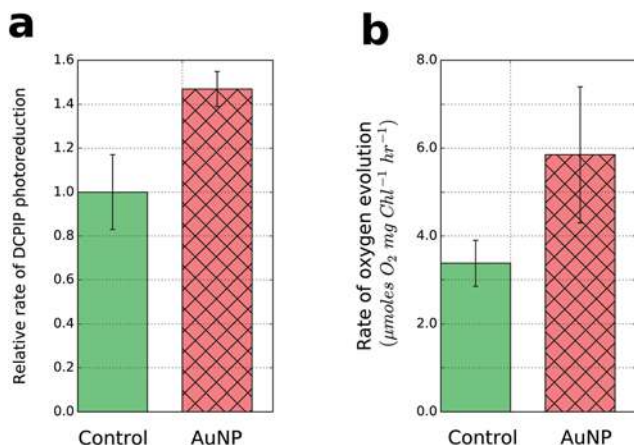 a
Relative rate of DCPIP photoreduction
1.6
1.4
1.2
1.0
0.8
0.6
0.4
0.2
0.0
Control AuNP
b
Rate of oxygen evolution
(μmoles O₂ mg Chl⁻¹ hr⁻¹)
8.0
6.0
4.0
2.0
0.0
Control AuNP